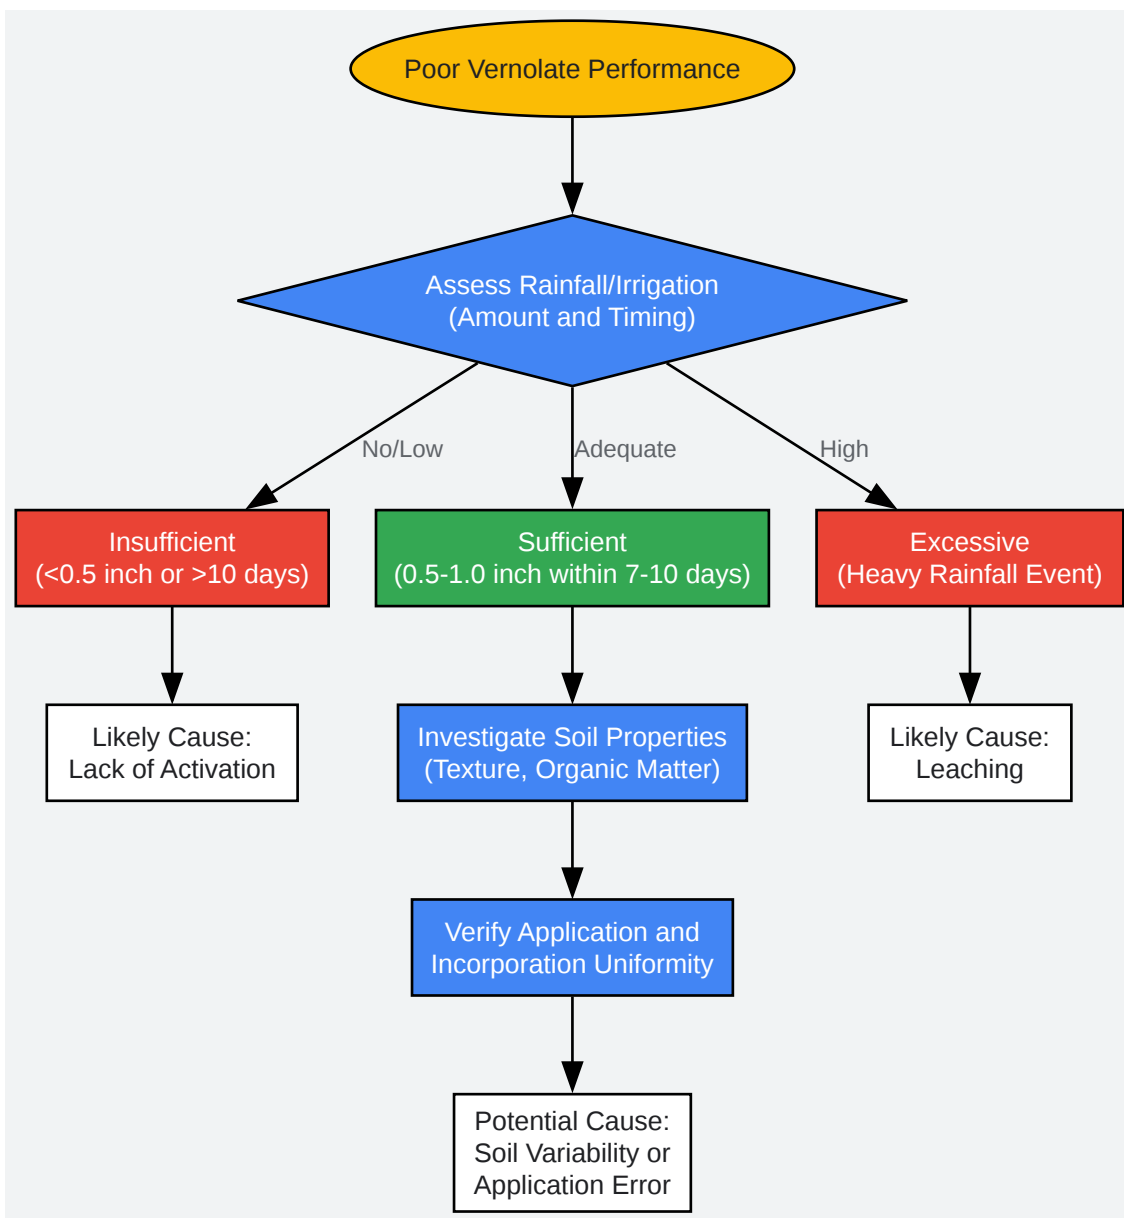 Poor Vernolate Performance
Assess Rainfall/Irrigation
(Amount and Timing)
No/Low
Adequate
High
Insufficient
(<0.5 inch or >10 days)
Sufficient
(0.5-1.0 inch within 7-10 days)
Excessive
(Heavy Rainfall Event)
Likely Cause:
Lack of Activation
Investigate Soil Properties
(Texture, Organic Matter)
Likely Cause:
Leaching
Verify Application and
Incorporation Uniformity
Potential Cause:
Soil Variability or
Application Error